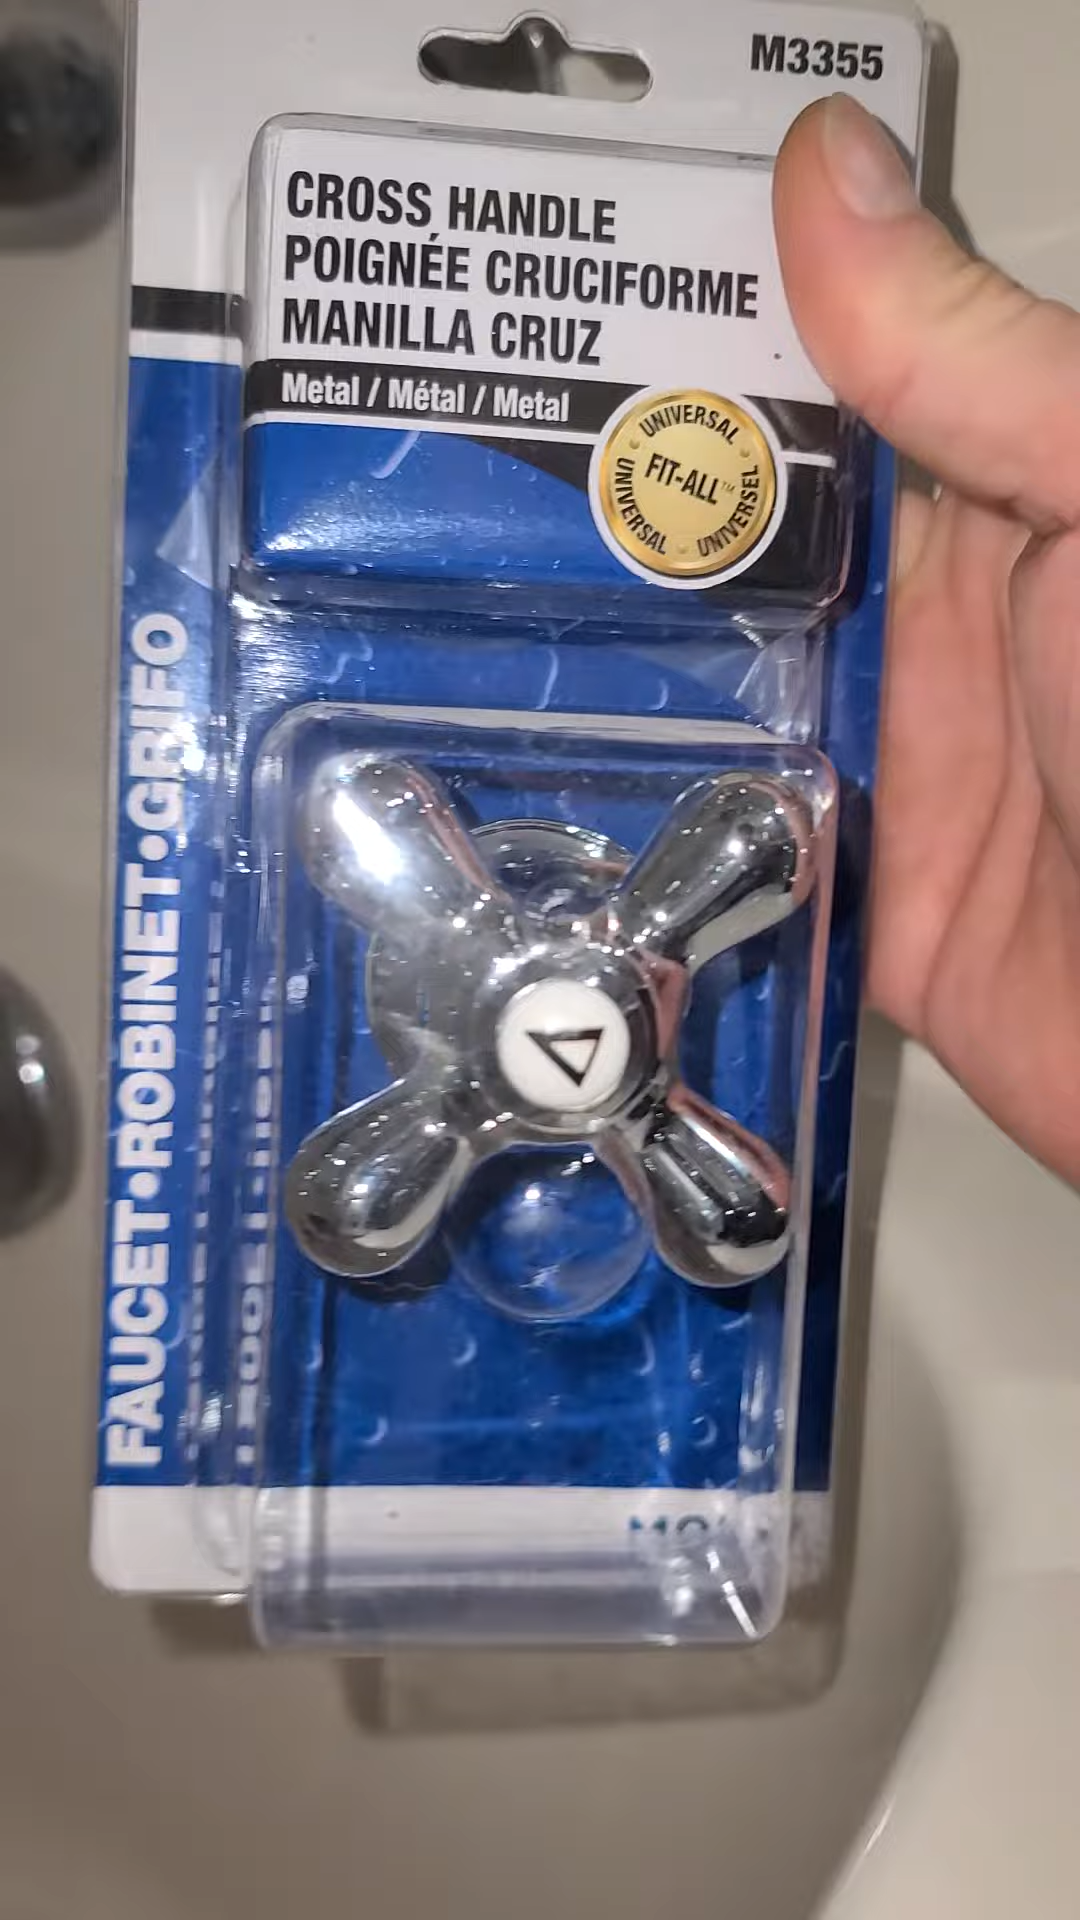 M3355
CROSS HANDLE
POIGNÉE CRUCIFORME
MANILLA CRUZ
Metal / Métal / Metal
UNIVERSAL
FIT-ALL™
UNIVERSAL
UNIVERSEL
FAUCET•ROBINET•GRIFO